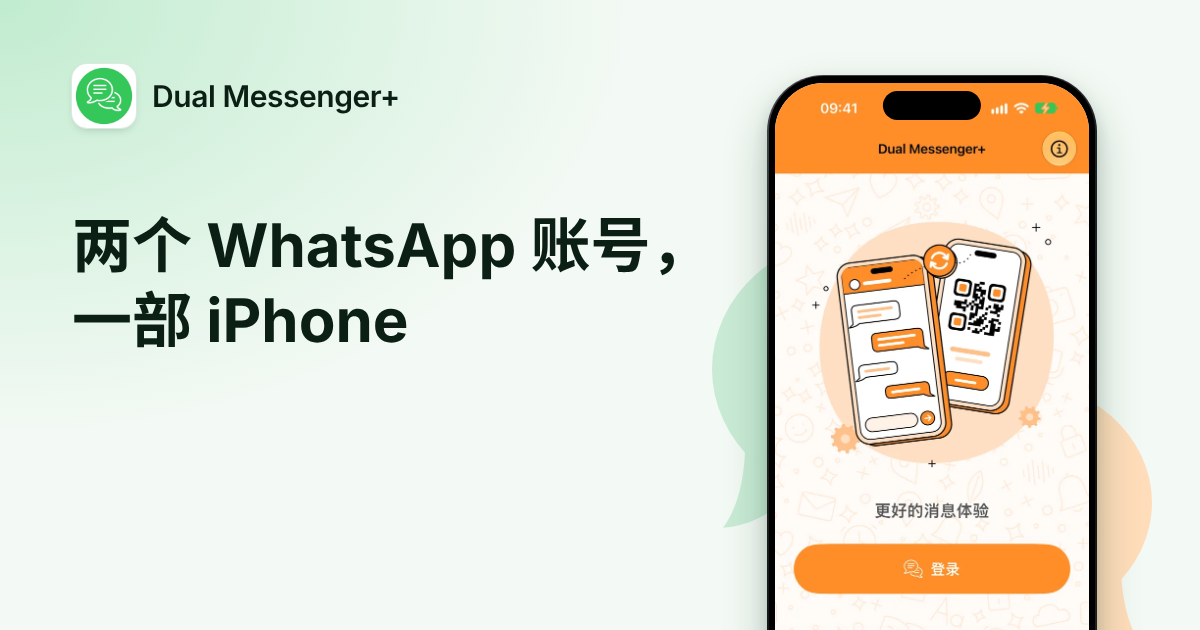 Dual Messenger+
两个 WhatsApp 账号，
一部 iPhone
09:41
Dual Messenger+
更好的消息体验
登录